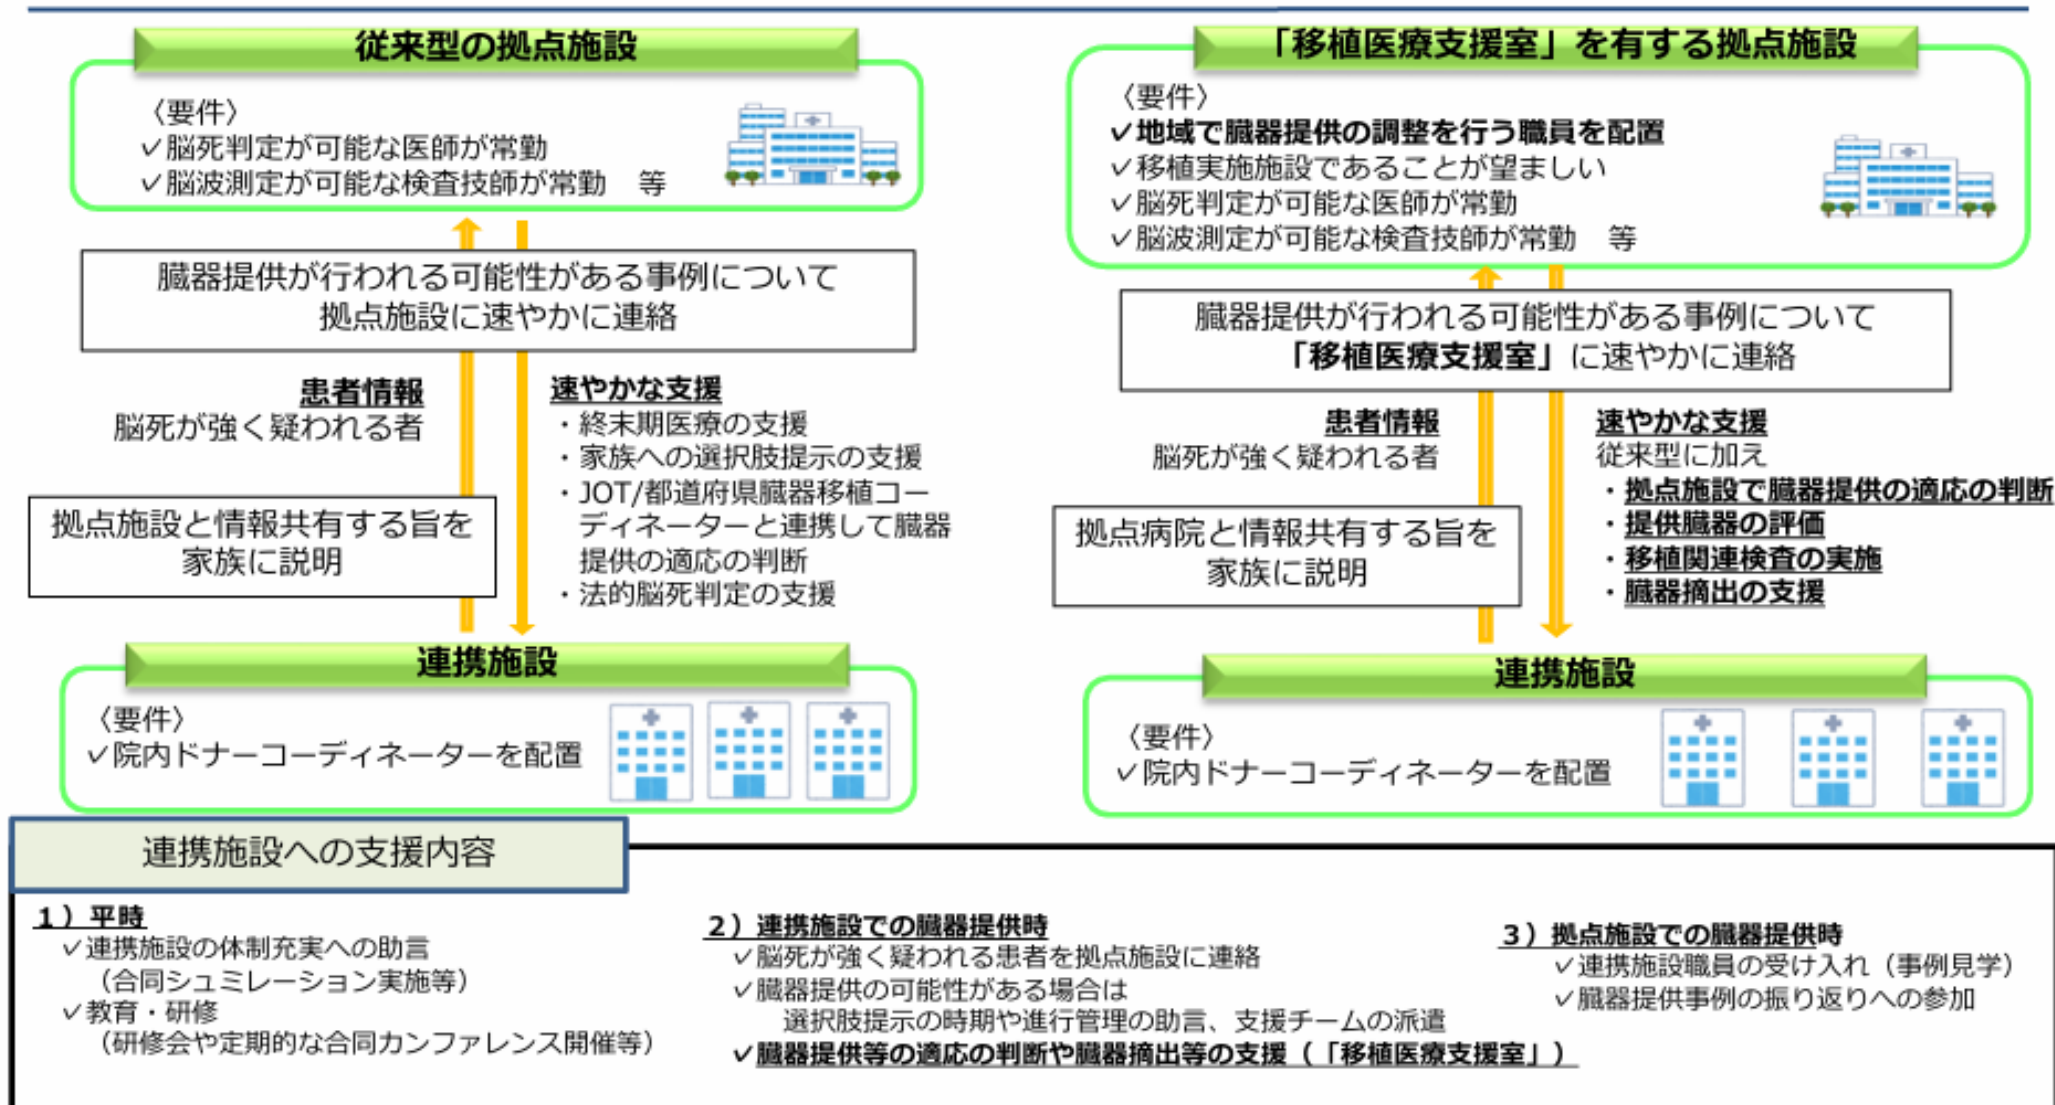 従来型の拠点施設
〈要件〉
✓脳死判定が可能な医師が常勤
✓脳波測定が可能な検査技師が常勤　等
臓器提供が行われる可能性がある事例について
拠点施設に速やかに連絡
患者情報
脳死が強く疑われる者
速やかな支援
・終末期医療の支援
・家族への選択肢提示の支援
・JOT/都道府県臓器移植コー
ディネーターと連携して臓器
提供の適応の判断
・法的脳死判定の支援
拠点施設と情報共有する旨を
家族に説明
連携施設
〈要件〉
✓院内ドナーコーディネーターを配置
「移植医療支援室」を有する拠点施設
〈要件〉
✓地域で臓器提供の調整を行う職員を配置
✓移植実施施設であることが望ましい
✓脳死判定が可能な医師が常勤
✓脳波測定が可能な検査技師が常勤　等
臓器提供が行われる可能性がある事例について
「移植医療支援室」に速やかに連絡
患者情報
脳死が強く疑われる者
速やかな支援
従来型に加え
・拠点施設で臓器提供の適応の判断
・提供臓器の評価
・移植関連検査の実施
・臓器摘出の支援
拠点病院と情報共有する旨を
家族に説明
連携施設
〈要件〉
✓院内ドナーコーディネーターを配置
連携施設への支援内容
１）平時
✓連携施設の体制充実への助言
（合同シュミレーション実施等）
✓教育・研修
（研修会や定期的な合同カンファレンス開催等）
２）連携施設での臓器提供時
✓脳死が強く疑われる患者を拠点施設に連絡
✓臓器提供の可能性がある場合は
選択肢提示の時期や進行管理の助言、支援チームの派遣
✓臓器提供等の適応の判断や臓器摘出等の支援（「移植医療支援室」）
３）拠点施設での臓器提供時
✓連携施設職員の受け入れ（事例見学）
✓臓器提供事例の振り返りへの参加